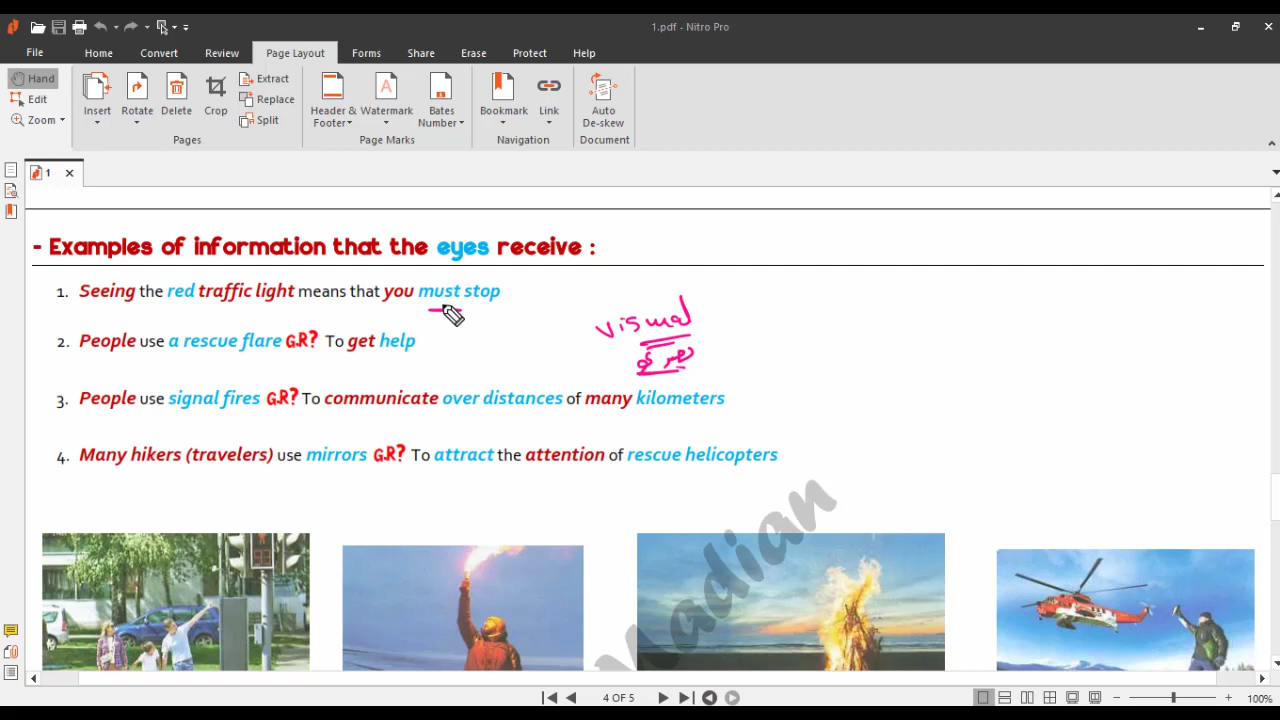 1.pdf - Nitro Pro
File Home Convert Review Page Layout Forms Share Erase Protect Help
Hand
Edit
Zoom
Insert Rotate Delete Crop
Extract
Replace
Split
Pages
Header & Footer Watermark Bates Number
Page Marks
Bookmark Link
Navigation
Auto De-skew
Document
1
- Examples of information that the eyes receive :
1. Seeing the red traffic light means that you must stop
visual
2. People use a rescue flare G.R? To get help
3. People use signal fires G.R? To communicate over distances of many kilometers
4. Many hikers (travelers) use mirrors G.R? To attract the attention of rescue helicopters
Madian
4 OF 5
100%